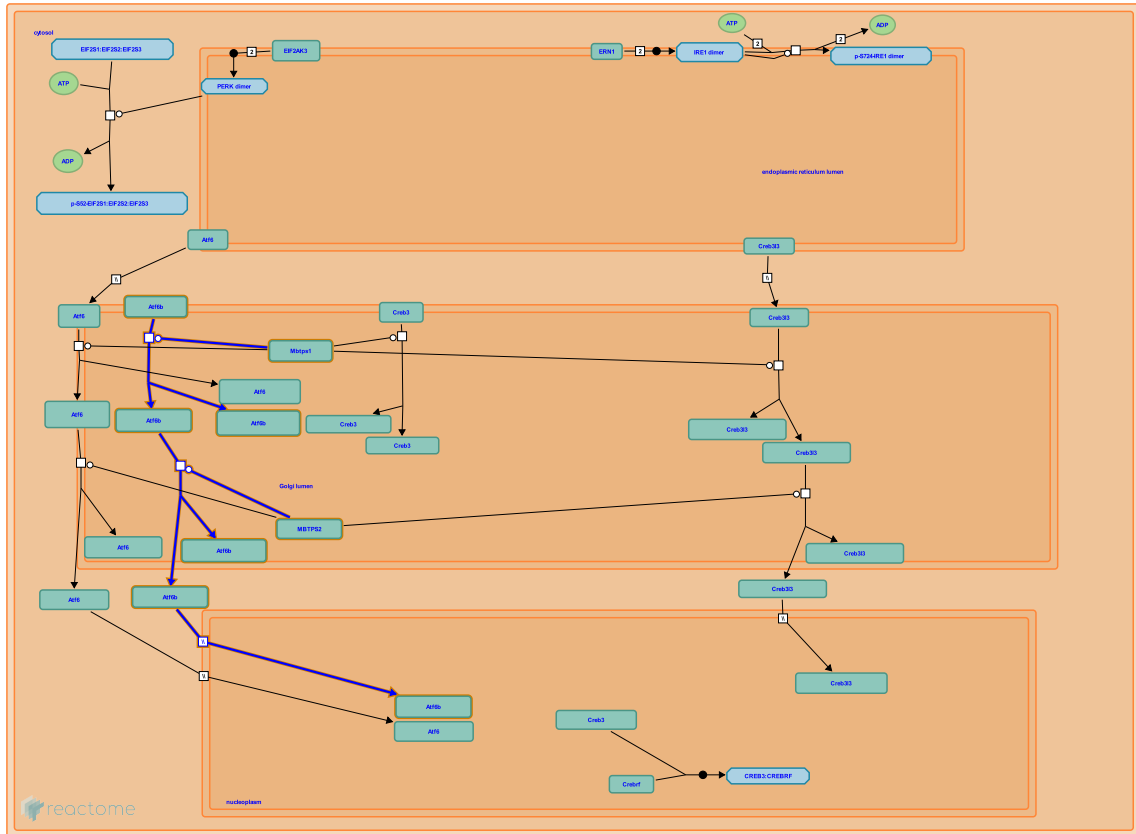 cytosol
EIF2S1:EIF2S2:EIF2S3
2
EIF2AK3
ERN1
2
IRE1 dimer
ATP
2
2
ADP
p-S724-IRE1 dimer
ATP
PERK dimer
ADP
endoplasmic reticulum lumen
p-S52-EIF2S1:EIF2S2:EIF2S3
Atf6
Creb3l3
\\
\\
Atf6
Atf6b
Creb3
Creb3l3
Mbtps1
Atf6
Atf6
Atf6b
Atf6b
Creb3
Creb3
Creb3l3
Creb3l3
Golgi lumen
MBTPS2
Atf6
Atf6b
Creb3l3
Atf6
Atf6b
Creb3l3
\\
\\
\\
Creb3l3
Atf6b
Atf6
Creb3
Crebrf
CREB3:CREBRF
nucleoplasm
reactome